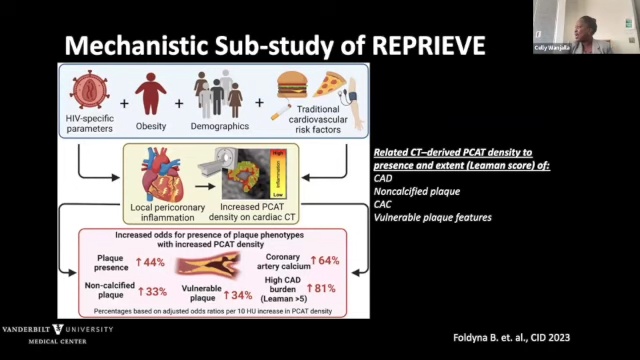 Mechanistic Sub-study of REPRIEVE
Celly Wanjalla
HIV-specific
parameters
Obesity
Demographics
Traditional
cardiovascular
risk factors
High
Inflammation
Low
Local pericoronary
inflammation
Increased PCAT
density on cardiac CT
Related CT–derived PCAT density to
presence and extent (Leaman score) of:
CAD
Noncalcified plaque
CAC
Vulnerable plaque features
Increased odds for presence of plaque phenotypes
with increased PCAT density
Plaque
presence
↑ 44%
Coronary
artery calcium
↑ 64%
Non-calcified
plaque
↑ 33%
Vulnerable
plaque
↑ 34%
High CAD
burden
(Leaman >5)
↑ 81%
Percentages based on adjusted odds ratios per 10 HU increase in PCAT density
VANDERBILT UNIVERSITY
MEDICAL CENTER
Foldyna B. et. al., CID 2023